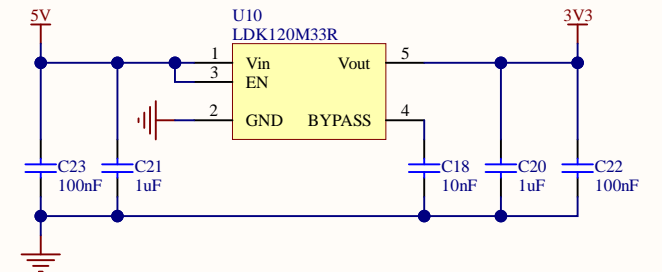 5V
U10
LDK120M33R
3V3
1
Vin
Vout
5
3
EN
2
GND
BYPASS
4
C23
100nF
C21
1uF
C18
10nF
C20
1uF
C22
100nF